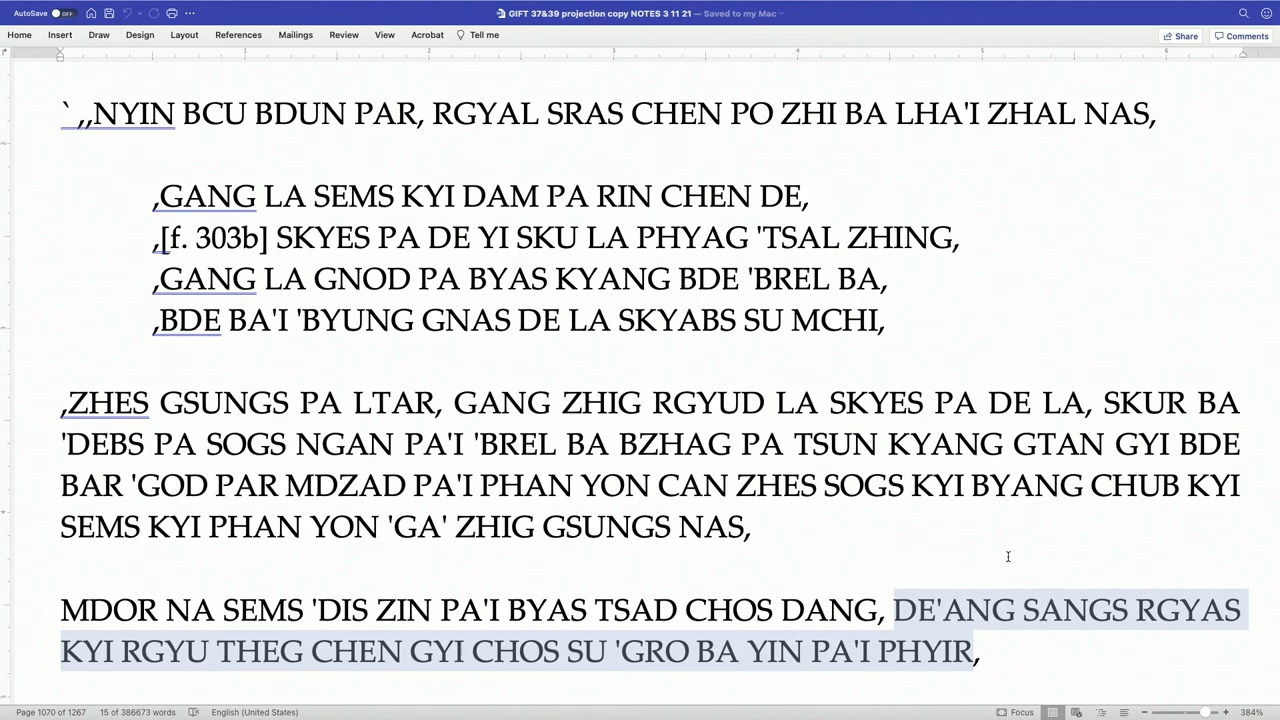 AutoSave OFF
GIFT 37&39 projection copy NOTES 3 11 21 — Saved to my Mac
Home Insert Draw Design Layout References Mailings Review View Acrobat Tell me Share Comments
1 2 3 4 5 6
` ,,NYIN BCU BDUN PAR, RGYAL SRAS CHEN PO ZHI BA LHA'I ZHAL NAS,
,GANG LA SEMS KYI DAM PA RIN CHEN DE,
,[f. 303b] SKYES PA DE YI SKU LA PHYAG 'TSAL ZHING,
,GANG LA GNOD PA BYAS KYANG BDE 'BREL BA,
,BDE BA'I 'BYUNG GNAS DE LA SKYABS SU MCHI,
,ZHES GSUNGS PA LTAR, GANG ZHIG RGYUD LA SKYES PA DE LA, SKUR BA
'DEBS PA SOGS NGAN PA'I 'BREL BA BZHAG PA TSUN KYANG GTAN GYI BDE
BAR 'GOD PAR MDZAD PA'I PHAN YON CAN ZHES SOGS KYI BYANG CHUB KYI
SEMS KYI PHAN YON 'GA' ZHIG GSUNGS NAS,
MDOR NA SEMS 'DIS ZIN PA'I BYAS TSAD CHOS DANG, DE'ANG SANGS RGYAS
KYI RGYU THEG CHEN GYI CHOS SU 'GRO BA YIN PA'I PHYIR,
Page 1070 of 1267 15 of 386673 words English (United States) Focus 384%